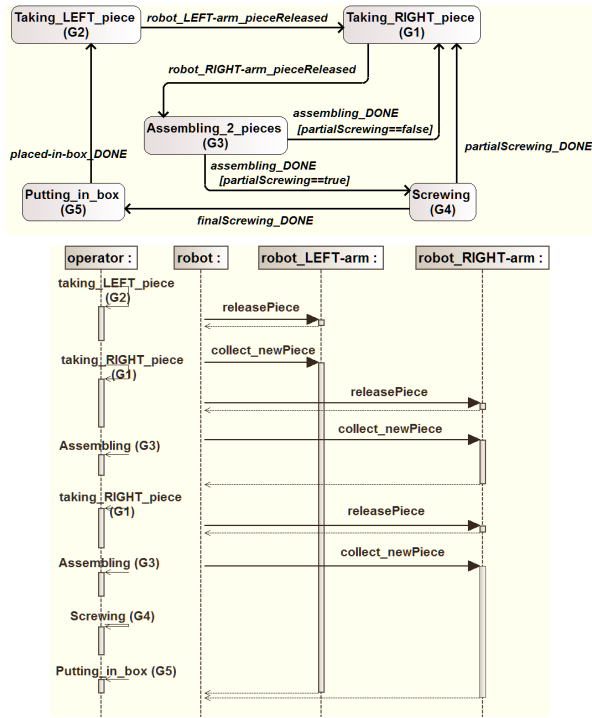 Taking_LEFT_piece
(G2)
robot_LEFT-arm_pieceReleased
Taking_RIGHT_piece
(G1)
robot_RIGHT-arm_pieceReleased
Assembling_2_pieces
(G3)
assembling_DONE
[partialScrewing==false]
placed-in-box_DONE
partialScrewing_DONE
assembling_DONE
[partialScrewing==true]
Putting_in_box
(G5)
Screwing
(G4)
finalScrewing_DONE
operator :
robot :
robot_LEFT-arm :
robot_RIGHT-arm :
taking_LEFT_piece
(G2)
releasePiece
collect_newPiece
taking_RIGHT_piece
(G1)
releasePiece
collect_newPiece
Assembling (G3)
taking_RIGHT_piece
(G1)
releasePiece
collect_newPiece
Assembling (G3)
Screwing (G4)
Putting_in_box (G5)